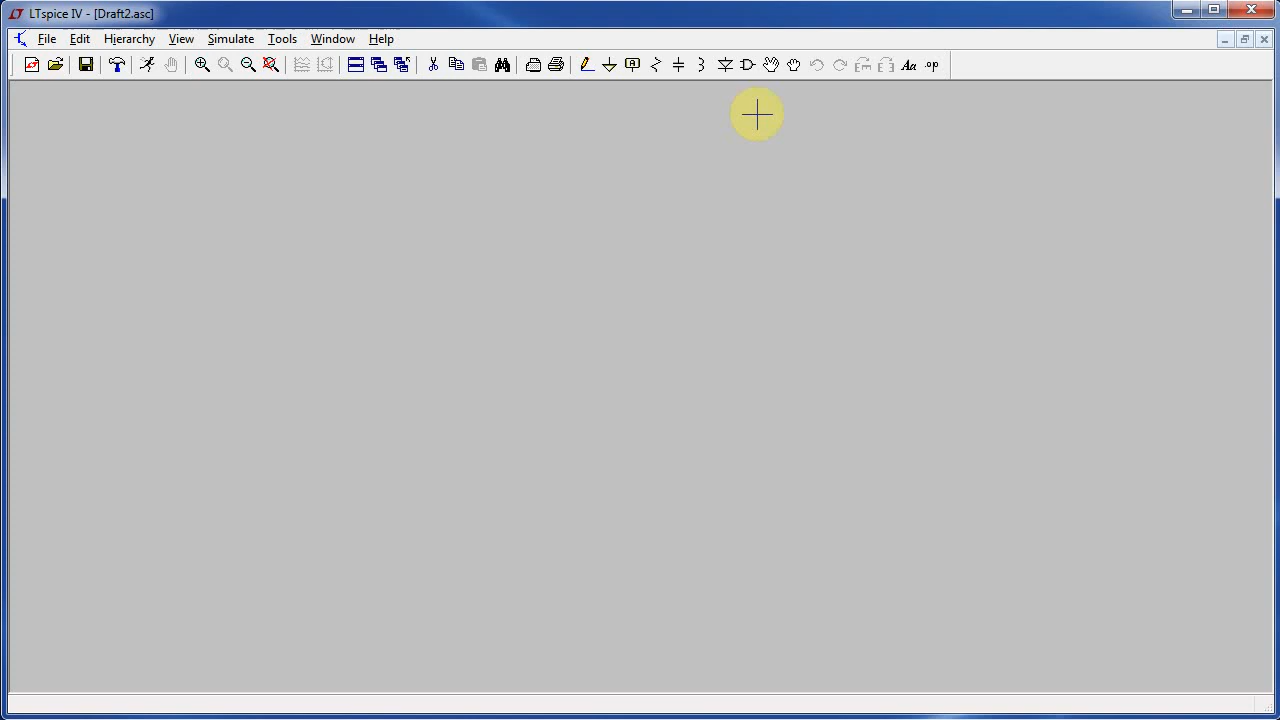 LTspice IV - [Draft2.asc]
File Edit Hierarchy View Simulate Tools Window Help
Aa .op